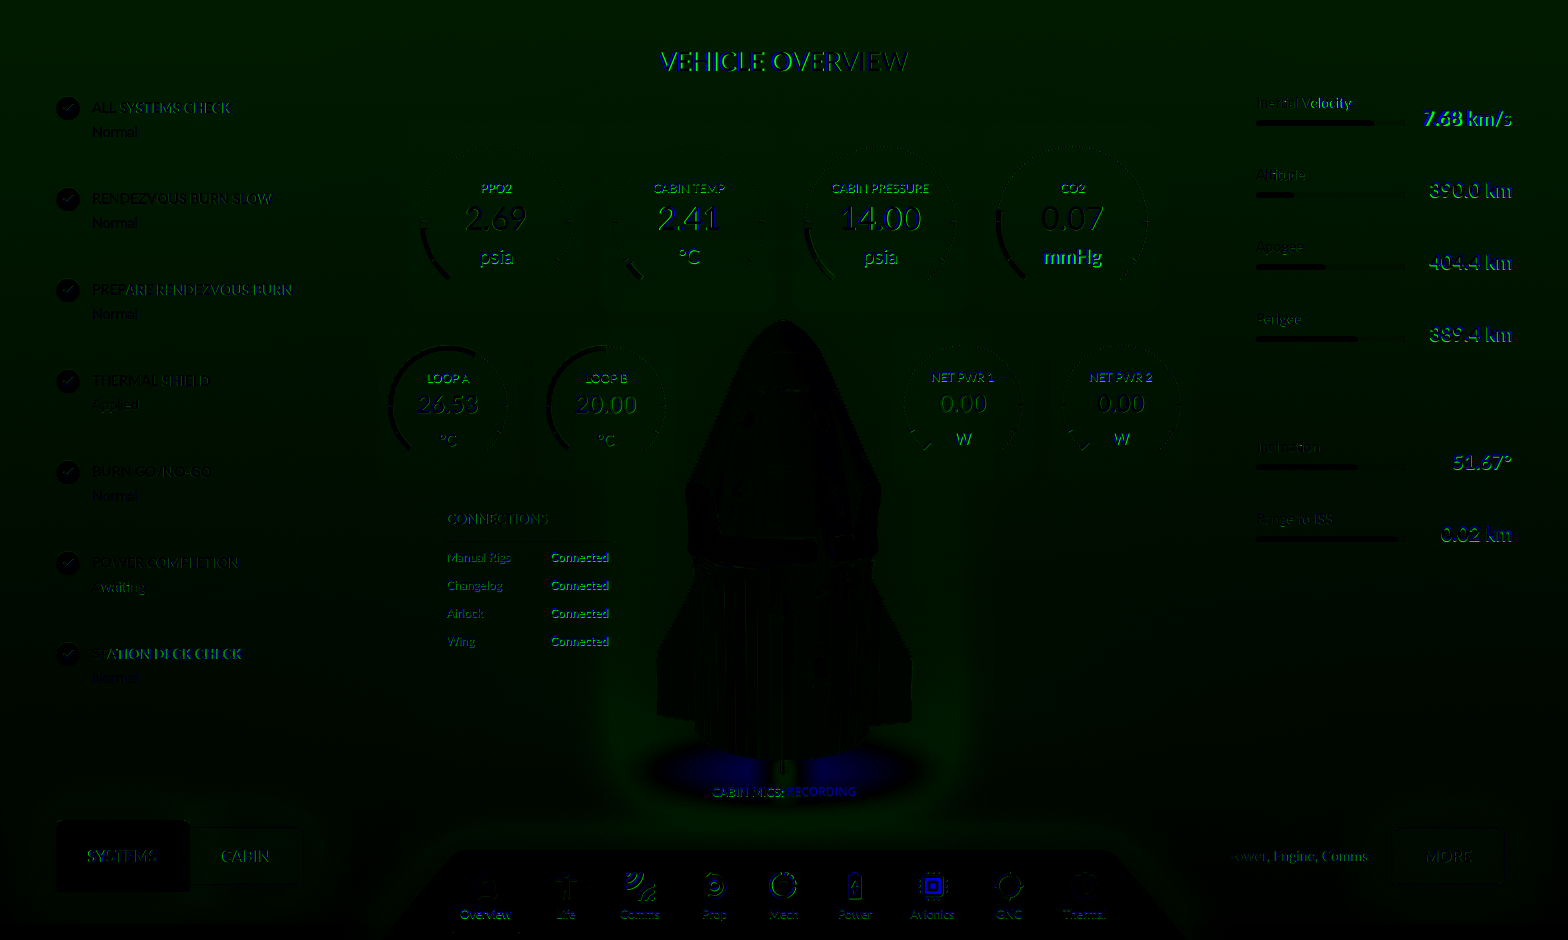 VEHICLE OVERVIEW
ALL SYSTEMS CHECK
Normal
RENDEZVOUS BURN SLOW
Normal
PREPARE RENDEZVOUS BURN
Normal
THERMAL SHIELD
Applied
BURN GO/NO-GO
Normal
POWER COMPLETION
Awaiting
STATION DECK CHECK
Normal
PPO2
2.69
psia
CABIN TEMP
2.41
°C
CABIN PRESSURE
14.00
psia
CO2
0.07
mmHg
LOOP A
26.53
°C
LOOP B
20.00
°C
NET PWR 1
0.00
W
NET PWR 2
0.00
W
CONNECTIONS
Manual Rigs Connected
Changelog Connected
Airlock Connected
Wing Connected
Inertial Velocity
7.68 km/s
Altitude
390.0 km
Apogee
404.4 km
Perigee
389.4 km
Inclination
51.67°
Range to ISS
0.02 km
CABIN MICS: RECORDING
SYSTEMS CABIN
Power, Engine, Comms MORE
Overview Life Comms Prop Mech Power Avionics GNC Thermal